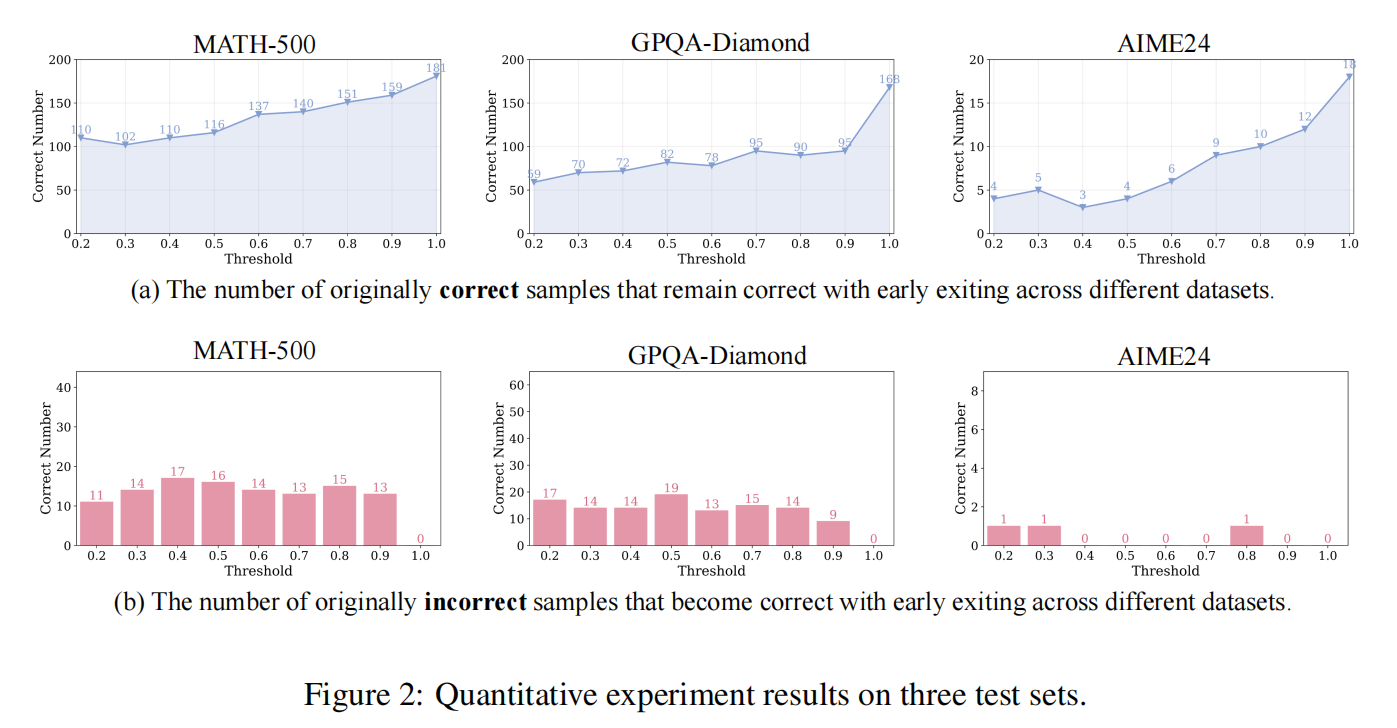 MATH-500 GPQA-Diamond AIME24
Correct Number
200
150
100
50
0
110 102 110 116 137 140 151 159 181
0.2 0.3 0.4 0.5 0.6 0.7 0.8 0.9 1.0
Threshold
Correct Number
200
150
100
50
0
59 70 72 82 78 95 90 95 168
0.2 0.3 0.4 0.5 0.6 0.7 0.8 0.9 1.0
Threshold
Correct Number
20
15
10
5
0
4 5 3 4 6 9 10 12 18
0.2 0.3 0.4 0.5 0.6 0.7 0.8 0.9 1.0
Threshold
(a) The number of originally correct samples that remain correct with early exiting across different datasets.
MATH-500 GPQA-Diamond AIME24
Correct Number
40
30
20
10
0
11 14 17 16 14 13 15 13 0
0.2 0.3 0.4 0.5 0.6 0.7 0.8 0.9 1.0
Threshold
Correct Number
60
50
40
30
20
10
0
17 14 14 19 13 15 14 9 0
0.2 0.3 0.4 0.5 0.6 0.7 0.8 0.9 1.0
Threshold
Correct Number
8
6
4
2
0
1 1 0 0 0 0 1 0 0
0.2 0.3 0.4 0.5 0.6 0.7 0.8 0.9 1.0
Threshold
(b) The number of originally incorrect samples that become correct with early exiting across different datasets.
Figure 2: Quantitative experiment results on three test sets.